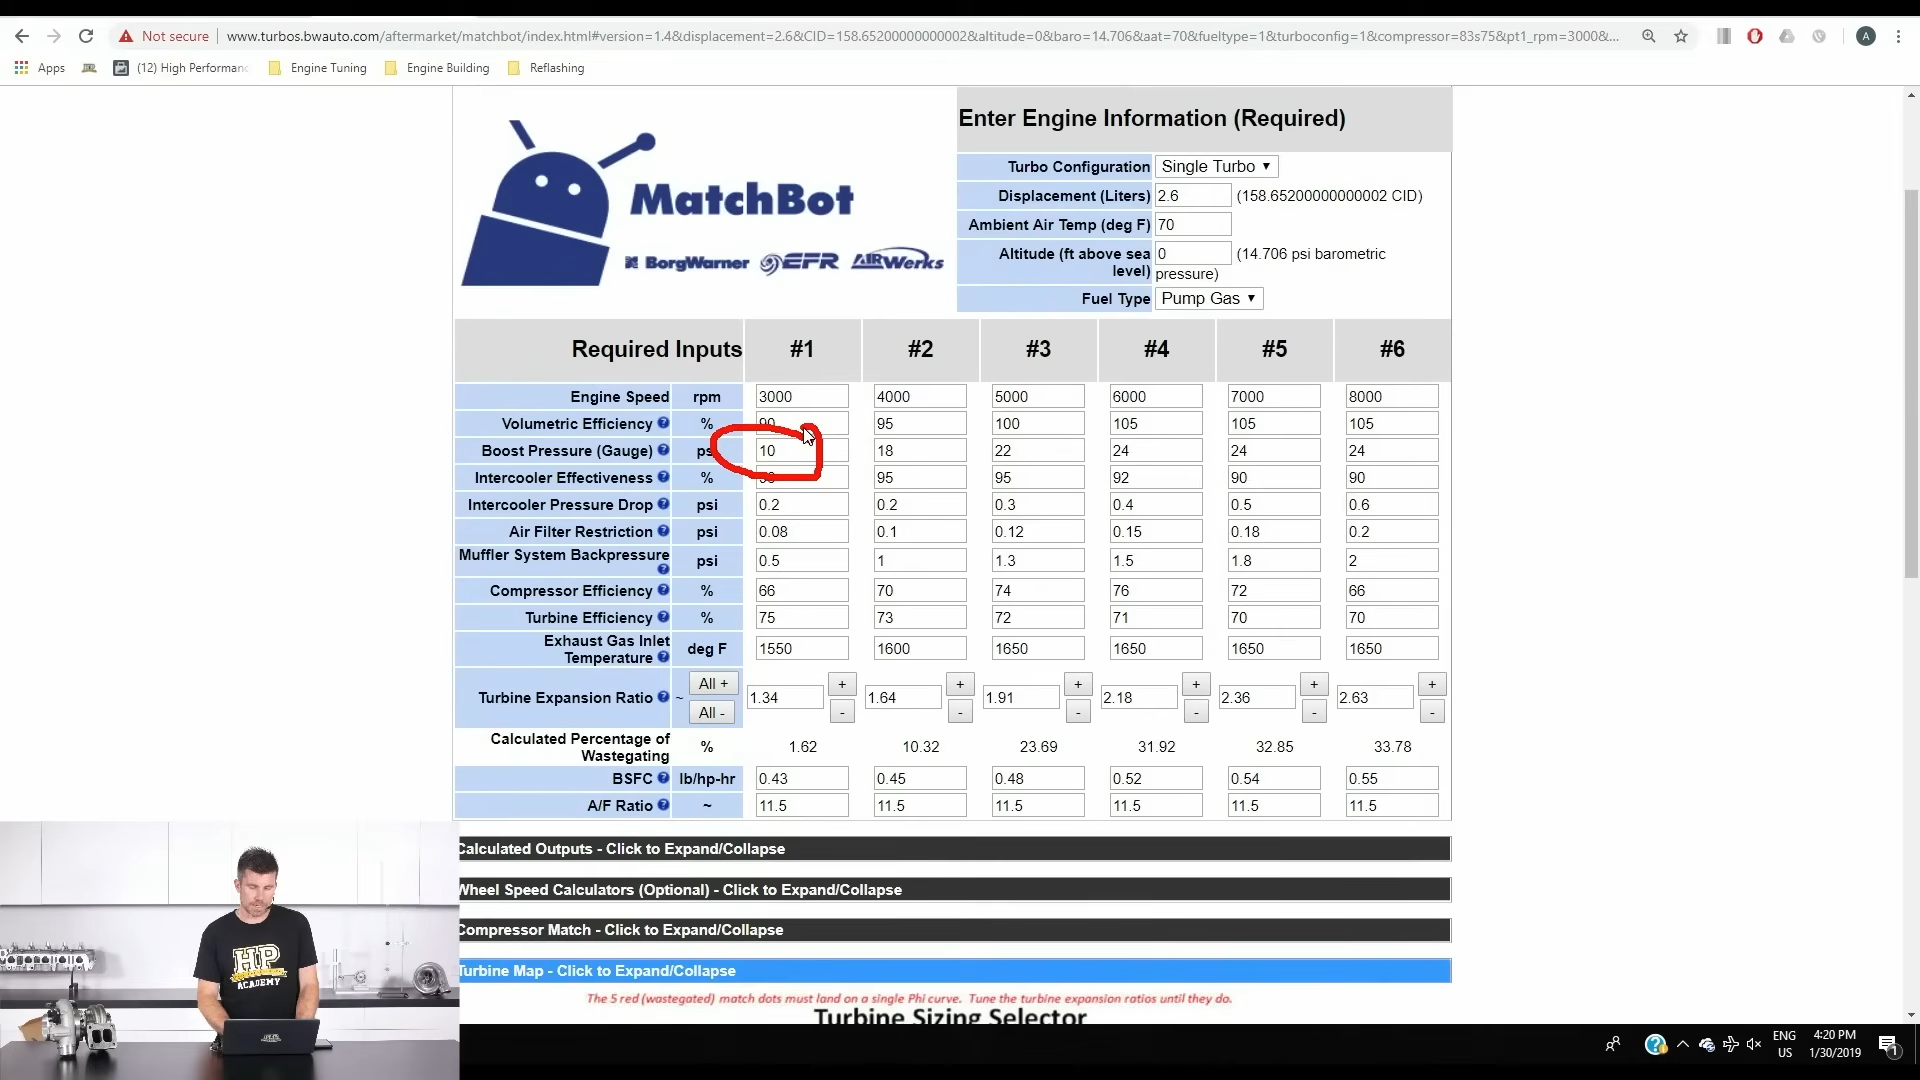 Not secure www.turbos.bwauto.com/aftermarket/matchbot/index.html#version=1.4&displacement=2.6&CID=158.65200000000002&altitude=0&baro=14.706&aat=70&fueltype=1&turboconfig=1&compressor=83s75&pt1_rpm=3000&... A
Apps (12) High Performanc Engine Tuning Engine Building Reflashing
MatchBot
BorgWarner EFR AiRWerks
Enter Engine Information (Required)
Turbo Configuration Single Turbo
Displacement (Liters) 2.6 (158.65200000000002 CID)
Ambient Air Temp (deg F) 70
Altitude (ft above sea level) 0 (14.706 psi barometric pressure)
Fuel Type Pump Gas
Required Inputs #1 #2 #3 #4 #5 #6
Engine Speed rpm 3000 4000 5000 6000 7000 8000
Volumetric Efficiency % 90 95 100 105 105 105
Boost Pressure (Gauge) ps 10 18 22 24 24 24
Intercooler Effectiveness % 95 95 92 90 90
Intercooler Pressure Drop psi 0.2 0.2 0.3 0.4 0.5 0.6
Air Filter Restriction psi 0.08 0.1 0.12 0.15 0.18 0.2
Muffler System Backpressure psi 0.5 1 1.3 1.5 1.8 2
Compressor Efficiency % 66 70 74 76 72 66
Turbine Efficiency % 75 73 72 71 70 70
Exhaust Gas Inlet Temperature deg F 1550 1600 1650 1650 1650 1650
Turbine Expansion Ratio ~ All + All - 1.34 + - 1.64 + - 1.91 + - 2.18 + - 2.36 + - 2.63 + -
Calculated Percentage of Wastegating % 1.62 10.32 23.69 31.92 32.85 33.78
BSFC lb/hp-hr 0.43 0.45 0.48 0.52 0.54 0.55
A/F Ratio ~ 11.5 11.5 11.5 11.5 11.5 11.5
Calculated Outputs - Click to Expand/Collapse
Wheel Speed Calculators (Optional) - Click to Expand/Collapse
Compressor Match - Click to Expand/Collapse
Turbine Map - Click to Expand/Collapse
The 5 red (wastegated) match dots must land on a single Phi curve. Tune the turbine expansion ratios until they do.
Turbine Sizing Selector
HP
ACADEMY
ENG
US
4:20 PM
1/30/2019
1